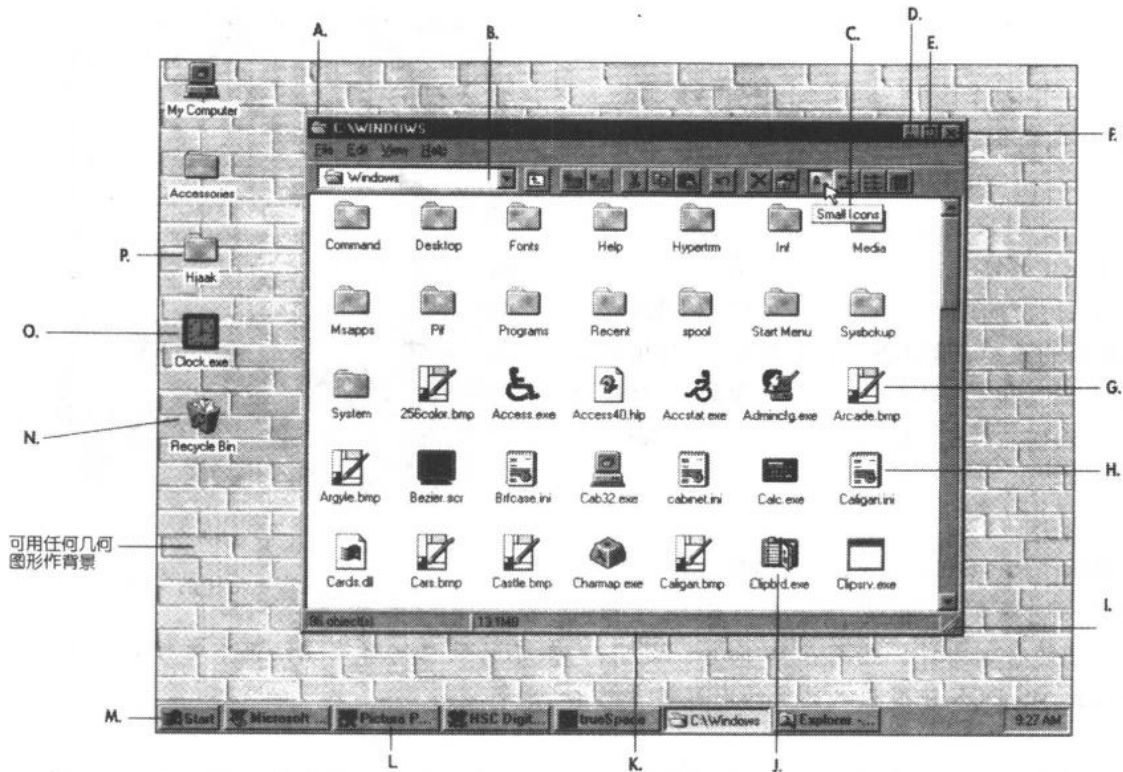 A.
B.
C.
D.
E.
My Computer
C:\WINDOWS
F.
File Edit View Help
Windows
Accessories
Small Icons
Command Desktop Fonts Help Hypertrm Inf Media
P.
Hjaak
Msapps Pif Programs Recent spool Start Menu Sysbckup
O.
Clock.exe
System 256color.bmp Access.exe Access40.hlp Accstat.exe Admincfg.exe Arcade.bmp
G.
N.
Recycle Bin
Argyle.bmp Bezier.scr Brfcase.ini Cab32.exe cabinet.ini Calc.exe Caligari.ini
H.
可用任何几何
图形作背景
Cards.dll Cars.bmp Castle.bmp Charmap.exe Caligari.bmp Clipbrd.exe Clipsrv.exe
I.
96 object(s) 13.1MB
M.
Start Microsoft ... Picture P... HSC Digit... trueSpace C:\Windows Explorer -...
9:27 AM
L.
K.
J.